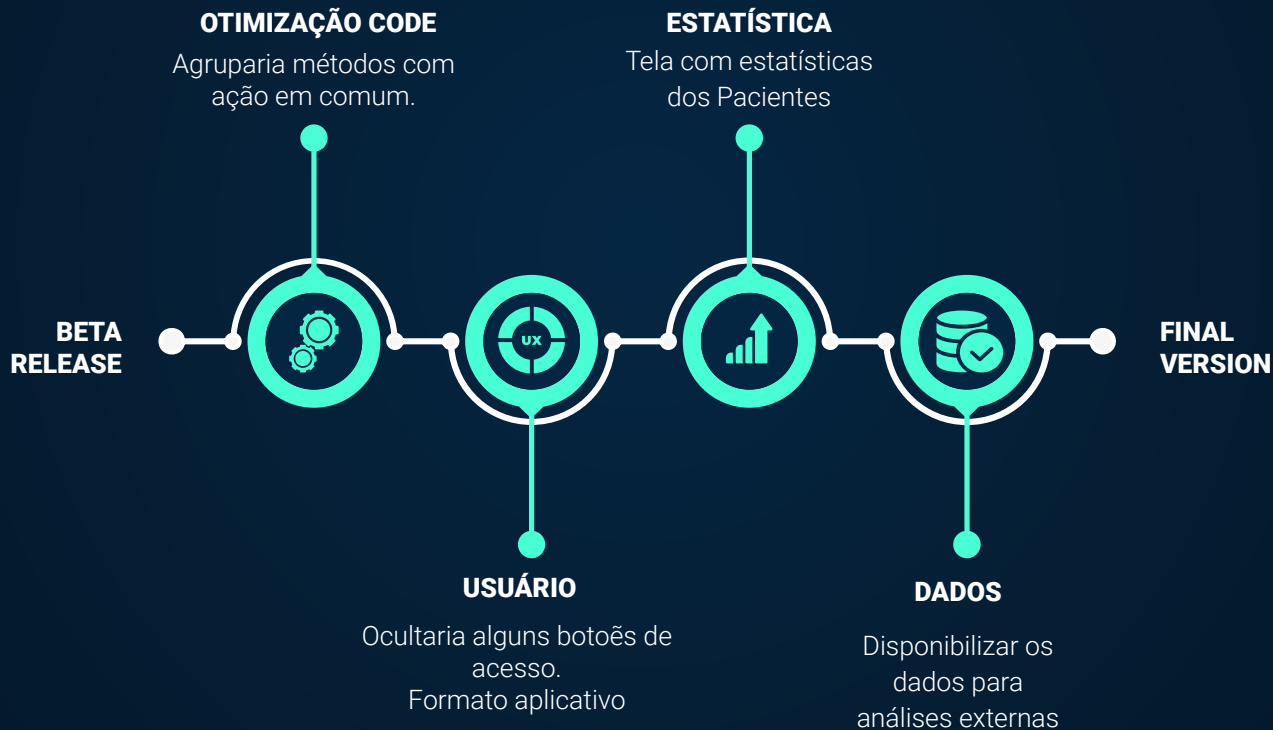 OTIMIZAÇÃO CODE
Agruparia métodos com
ação em comum.
ESTATÍSTICA
Tela com estatísticas
dos Pacientes
BETA
RELEASE
UX
FINAL
VERSION
USUÁRIO
Ocultaria alguns botoẽs de
acesso.
Formato aplicativo
DADOS
Disponibilizar os
dados para
análises externas